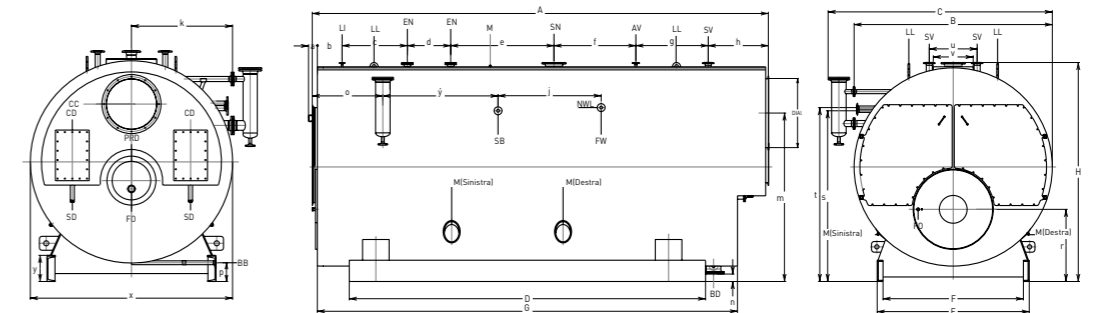 k
CC
CD
CD
PHD
SD
FD
SD
BB
y
p
x
A
LI
LL
EN
EN
M
SN
AV
LL
SV
a
b
c
d
e
f
g
h
o
ÿ
j
NWL
SB
FW
M(Sinistra)
M(Destra)
m
BD
n
D
G
C
B
LL
SV
u
SV
LL
v
t
s
FD
M(Sinistra)
M(Destra)
r
H
F
E